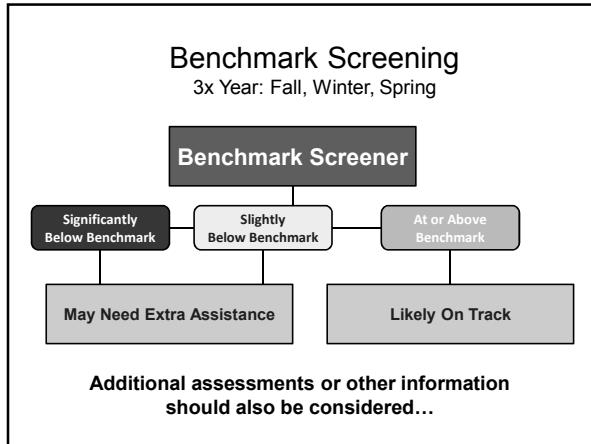 Benchmark Screening
3x Year: Fall, Winter, Spring
Benchmark Screener
Significantly
Below Benchmark
Slightly
Below Benchmark
At or Above
Benchmark
May Need Extra Assistance
Likely On Track
Additional assessments or other information
should also be considered…